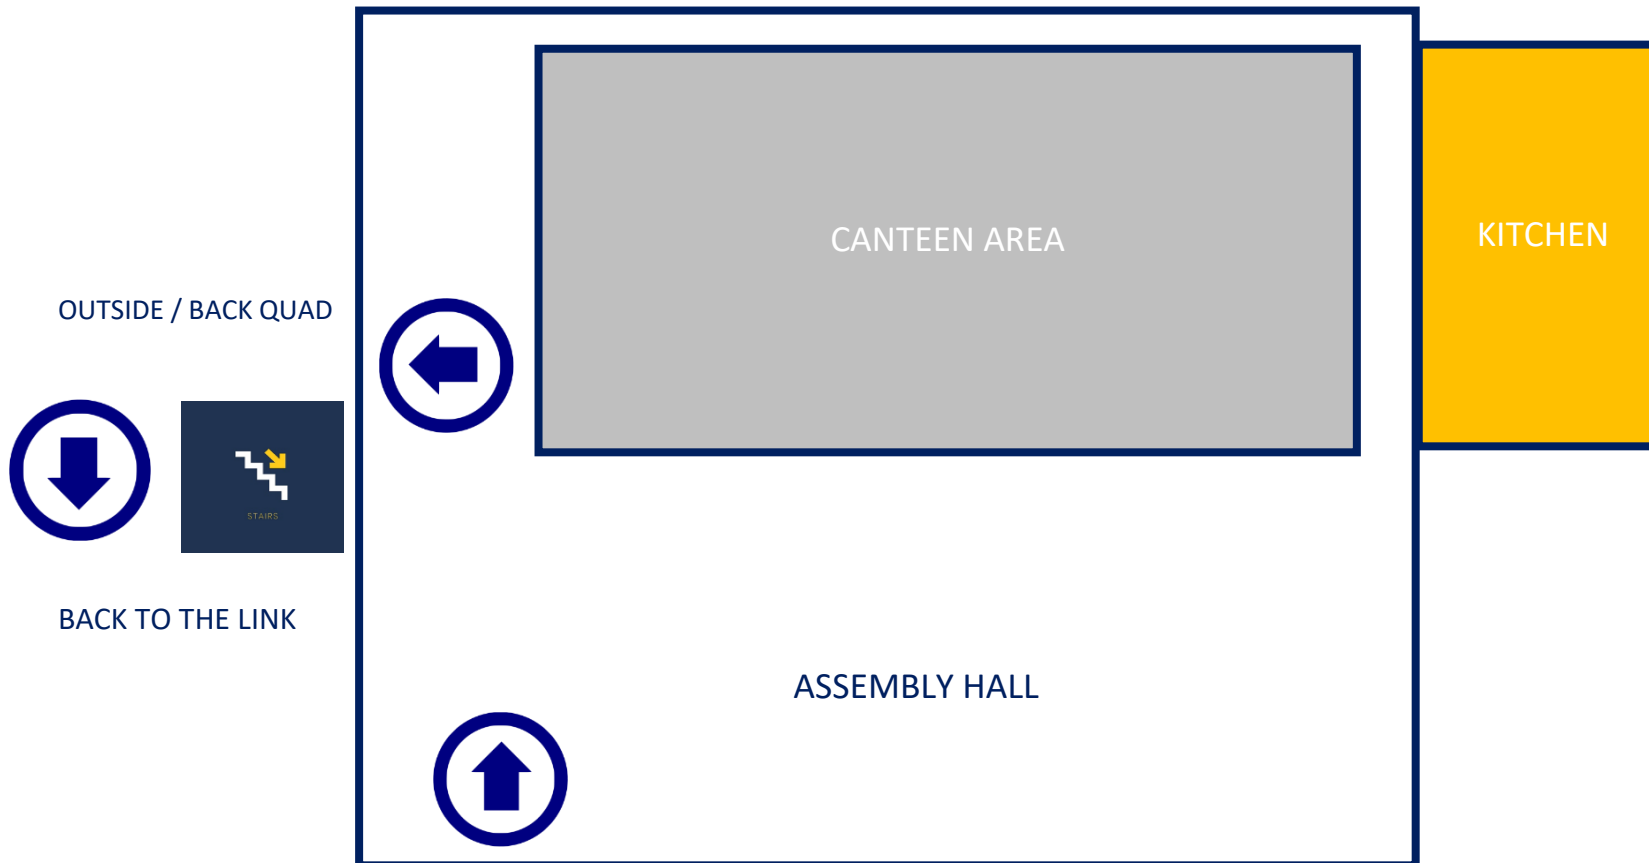 CANTEEN AREA
KITCHEN
OUTSIDE / BACK QUAD
STAIRS
BACK TO THE LINK
ASSEMBLY HALL